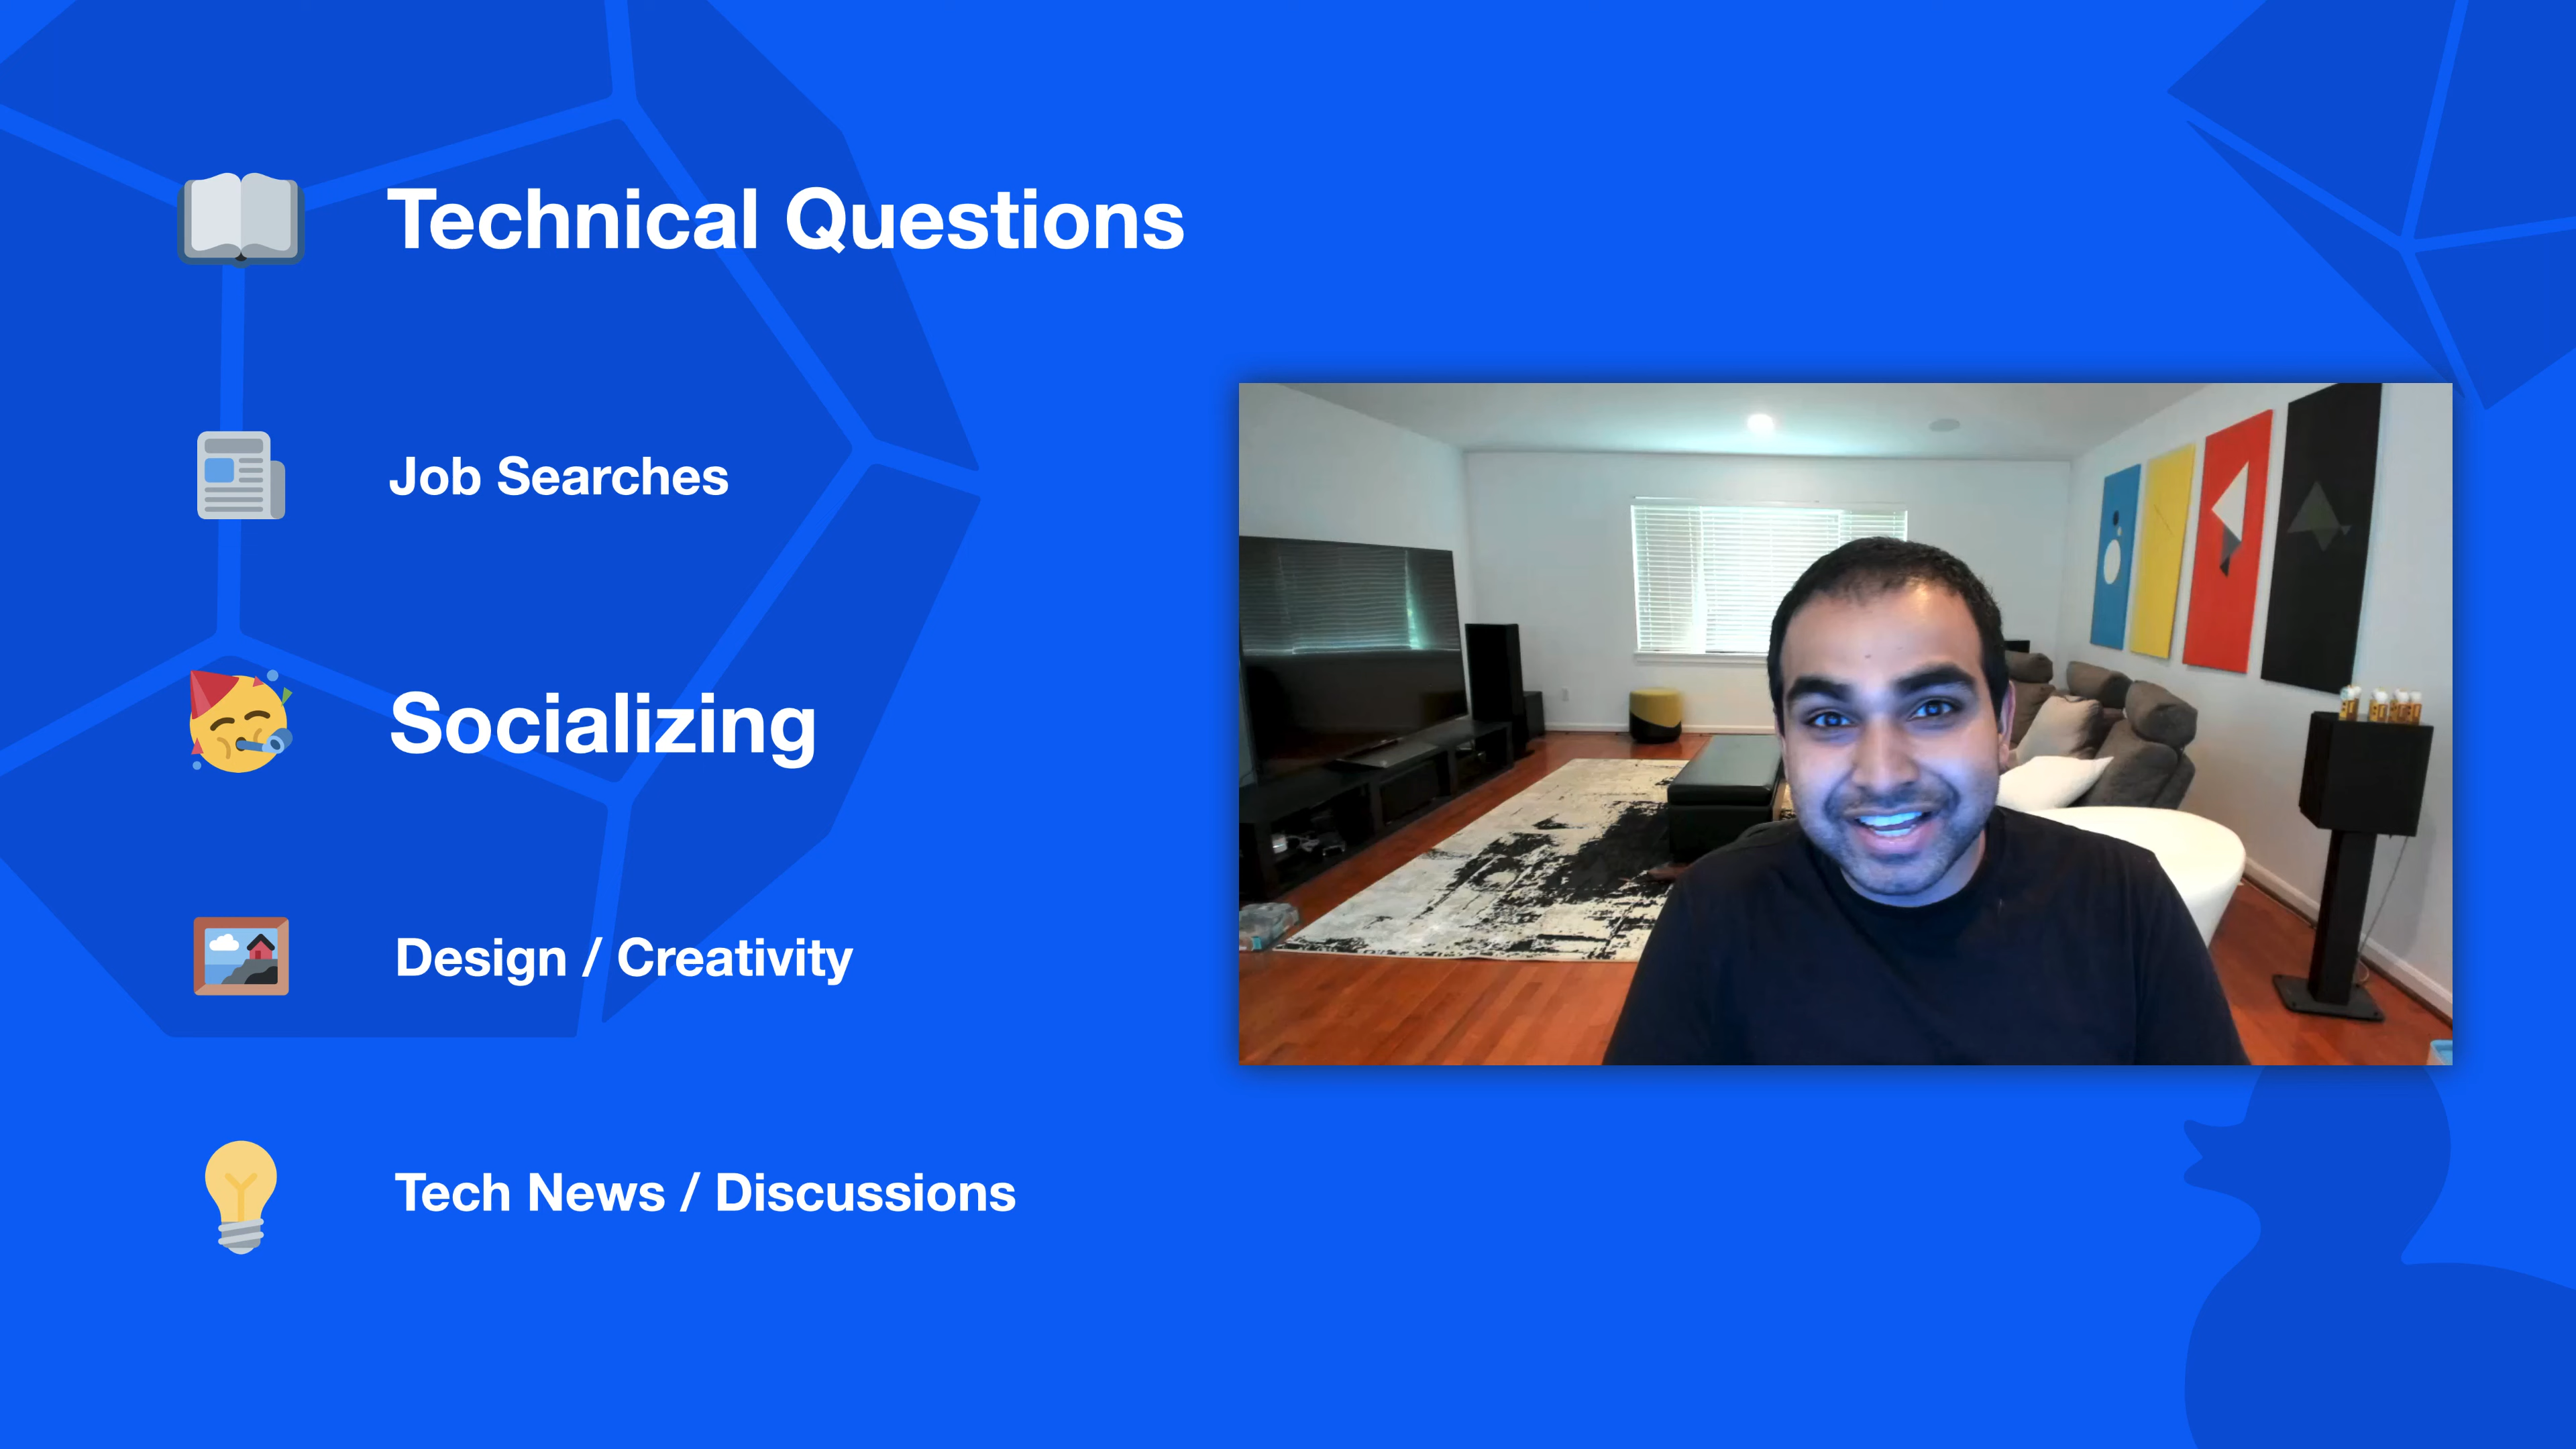 Technical Questions
Job Searches
Socializing
Design / Creativity
Tech News / Discussions